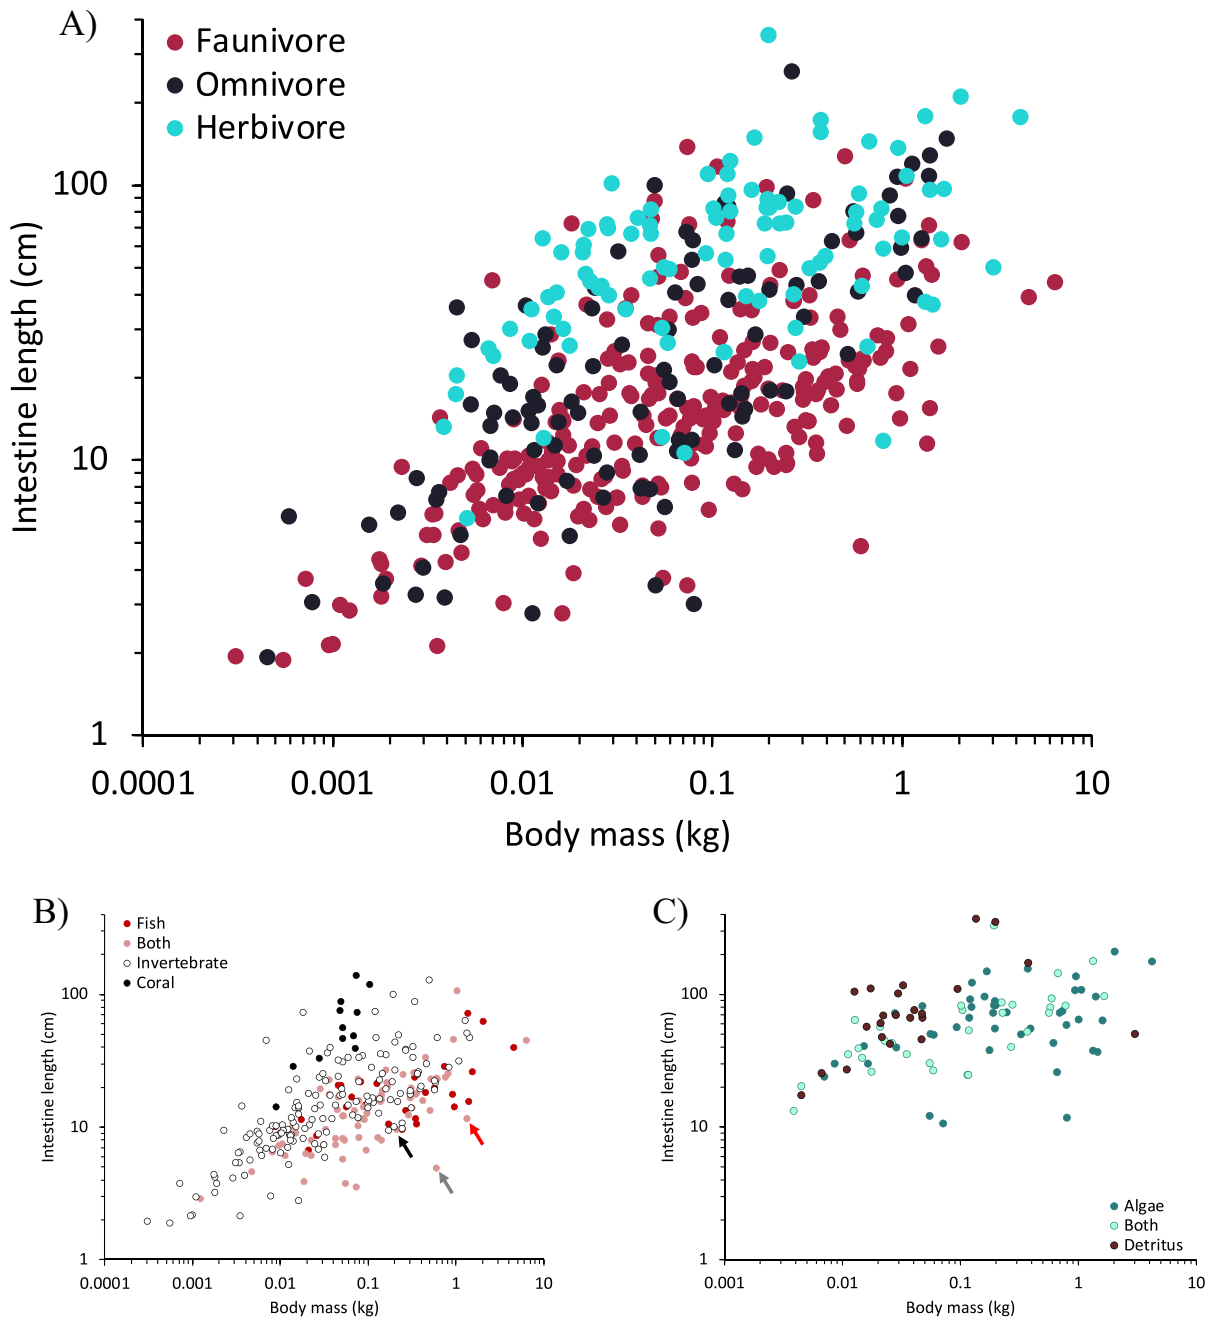 A)
Faunivore
Omnivore
Herbivore
100
10
1
Intestine length (cm)
0.0001 0.001 0.01 0.1 1 10
Body mass (kg)
B)
Fish
Both
Invertebrate
Coral
100
10
1
Intestine length (cm)
0.0001 0.001 0.01 0.1 1 10
Body mass (kg)
C)
100
10
1
Intestine length (cm)
Algae
Both
Detritus
0.001 0.01 0.1 1 10
Body mass (kg)